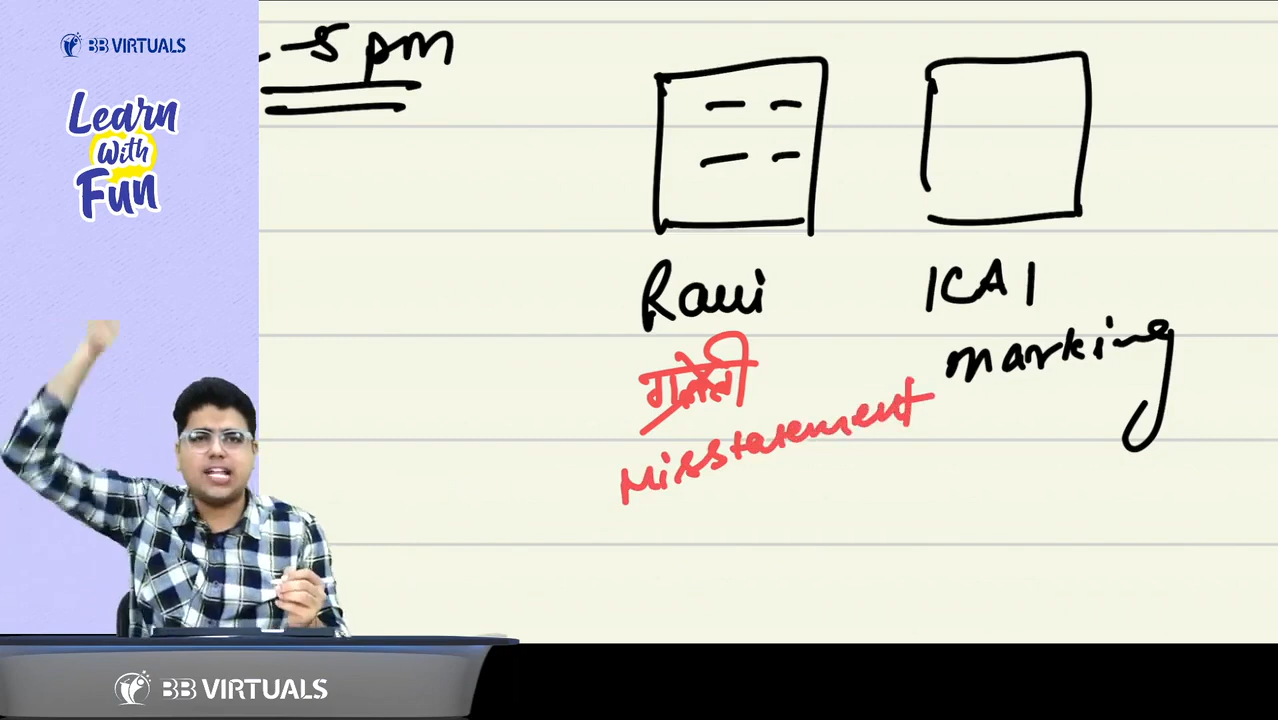 BB VIRTUALS
Learn
With
Fun
-5 pm
Ravi
ICAI
marking
गलती
Misstatement
BB VIRTUALS